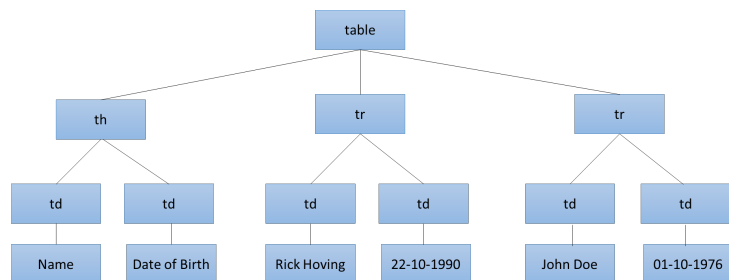 table
th
tr
tr
td
td
td
td
td
td
Name
Date of Birth
Rick Hoving
22-10-1990
John Doe
01-10-1976